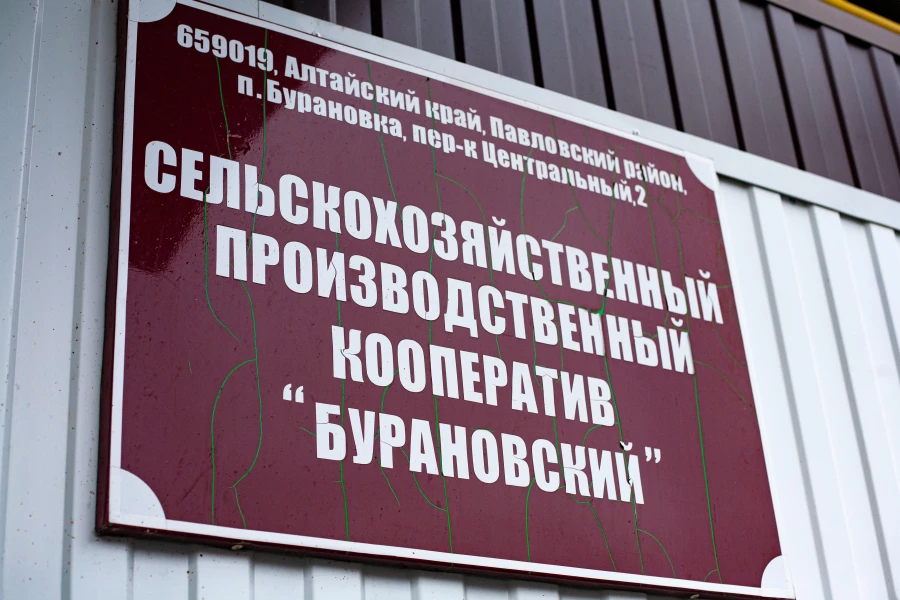 659019, Алтайский край, Павловский район,
п. Бурановка, пер-к Центральный,2
СЕЛЬСКОХОЗЯЙСТВЕННЫЙ
ПРОИЗВОДСТВЕННЫЙ
КООПЕРАТИВ
“БУРАНОВСКИЙ”